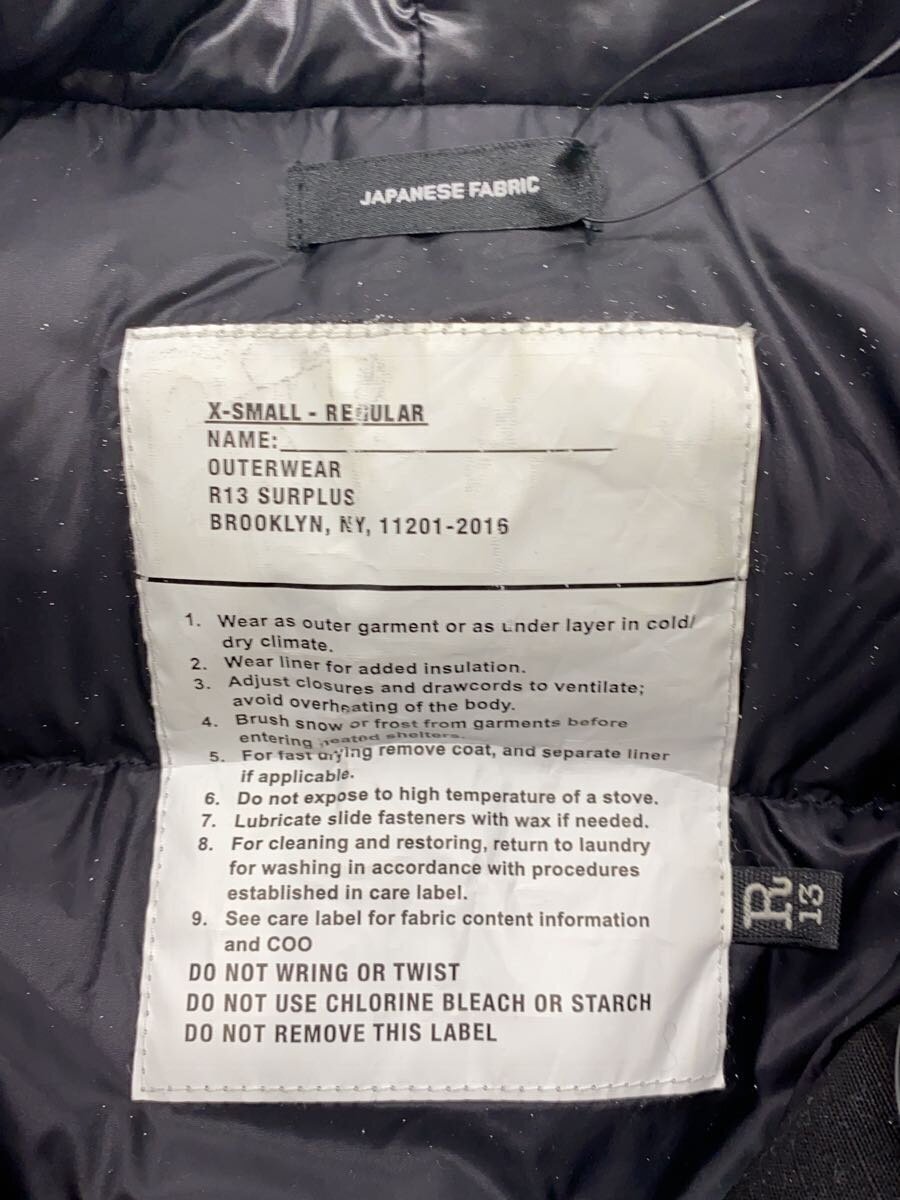 JAPANESE FABRIC
X-SMALL - REGULAR
NAME:
OUTERWEAR
R13 SURPLUS
BROOKLYN, NY, 11201-2016
1. Wear as outer garment or as under layer in cold/
dry climate.
2. Wear liner for added insulation.
3. Adjust closures and drawcords to ventilate;
avoid overheating of the body.
4. Brush snow or frost from garments before
entering heated shelters.
5. For fast drying remove coat, and separate liner
if applicable.
6. Do not expose to high temperature of a stove.
7. Lubricate slide fasteners with wax if needed.
8. For cleaning and restoring, return to laundry
for washing in accordance with procedures
established in care label.
9. See care label for fabric content information
and COO
DO NOT WRING OR TWIST
DO NOT USE CHLORINE BLEACH OR STARCH
DO NOT REMOVE THIS LABEL
R
13